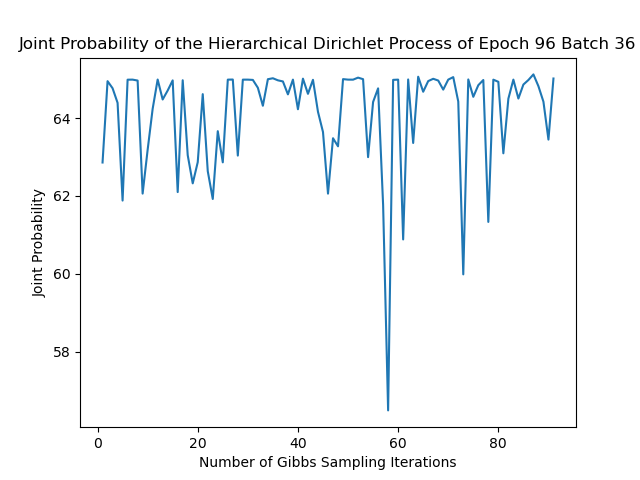 Joint Probability of the Hierarchical Dirichlet Process of Epoch 96 Batch 36
64
62
60
58
Joint Probability
0 20 40 60 80
Number of Gibbs Sampling Iterations